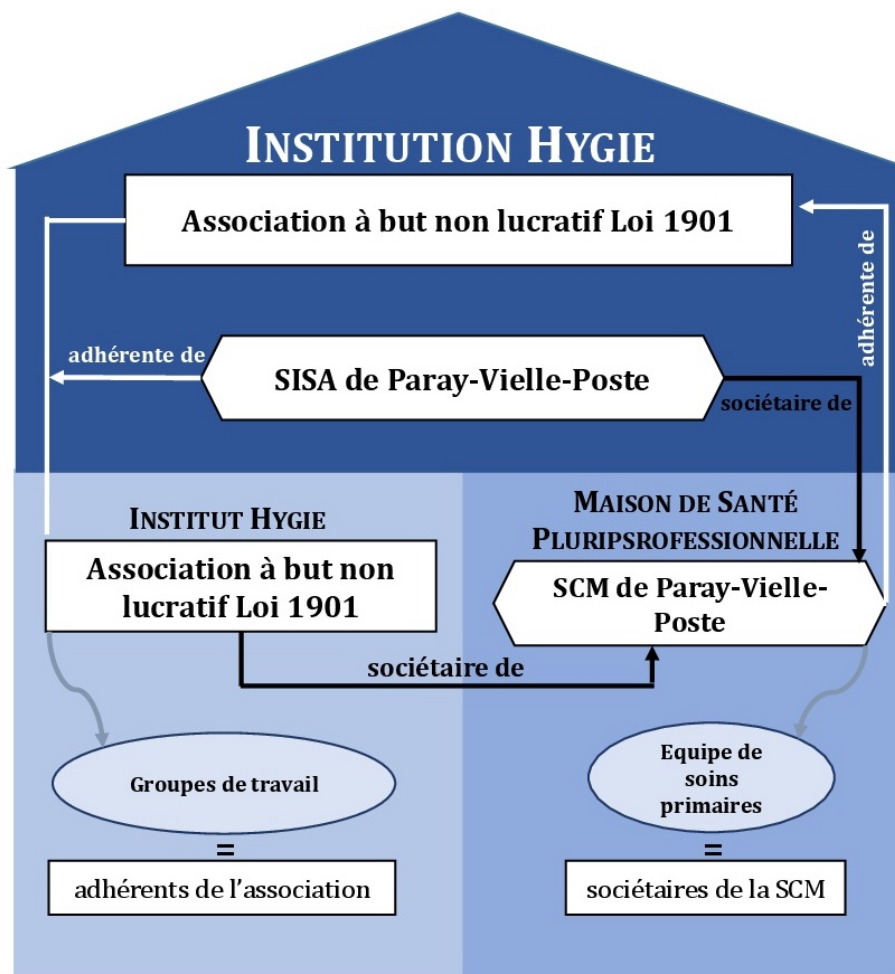 INSTITUTION HYGIE
Association à but non lucratif Loi 1901
adhérente de
adhérente de
SISA de Paray-Vielle-Poste
sociétaire de
INSTITUT HYGIE
Association à but non
lucratif Loi 1901
MAISON DE SANTÉ
PLURIPSROFESSIONNELLE
SCM de Paray-Vielle-
Poste
sociétaire de
Groupes de travail
=
adhérents de l'association
Equipe de
soins
primaires
=
sociétaires de la SCM